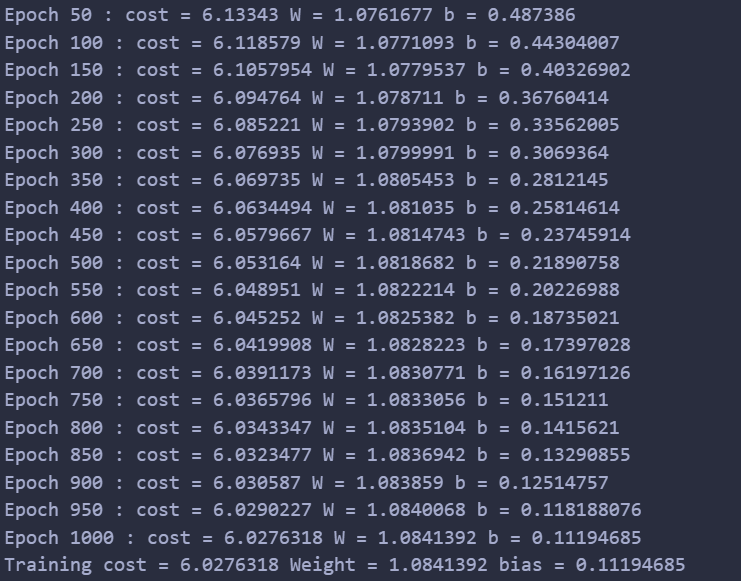 Epoch 50 : cost = 6.13343 W = 1.0761677 b = 0.487386
Epoch 100 : cost = 6.118579 W = 1.0771093 b = 0.44304007
Epoch 150 : cost = 6.1057954 W = 1.0779537 b = 0.40326902
Epoch 200 : cost = 6.094764 W = 1.078711 b = 0.36760414
Epoch 250 : cost = 6.085221 W = 1.0793902 b = 0.33562005
Epoch 300 : cost = 6.076935 W = 1.0799991 b = 0.3069364
Epoch 350 : cost = 6.069735 W = 1.0805453 b = 0.2812145
Epoch 400 : cost = 6.0634494 W = 1.081035 b = 0.25814614
Epoch 450 : cost = 6.0579667 W = 1.0814743 b = 0.23745914
Epoch 500 : cost = 6.053164 W = 1.0818682 b = 0.21890758
Epoch 550 : cost = 6.048951 W = 1.0822214 b = 0.20226988
Epoch 600 : cost = 6.045252 W = 1.0825382 b = 0.18735021
Epoch 650 : cost = 6.0419908 W = 1.0828223 b = 0.17397028
Epoch 700 : cost = 6.0391173 W = 1.0830771 b = 0.16197126
Epoch 750 : cost = 6.0365796 W = 1.0833056 b = 0.151211
Epoch 800 : cost = 6.0343347 W = 1.0835104 b = 0.1415621
Epoch 850 : cost = 6.0323477 W = 1.0836942 b = 0.13290855
Epoch 900 : cost = 6.030587 W = 1.083859 b = 0.12514757
Epoch 950 : cost = 6.0290227 W = 1.0840068 b = 0.118188076
Epoch 1000 : cost = 6.0276318 W = 1.0841392 b = 0.11194685
Training cost = 6.0276318 Weight = 1.0841392 bias = 0.11194685